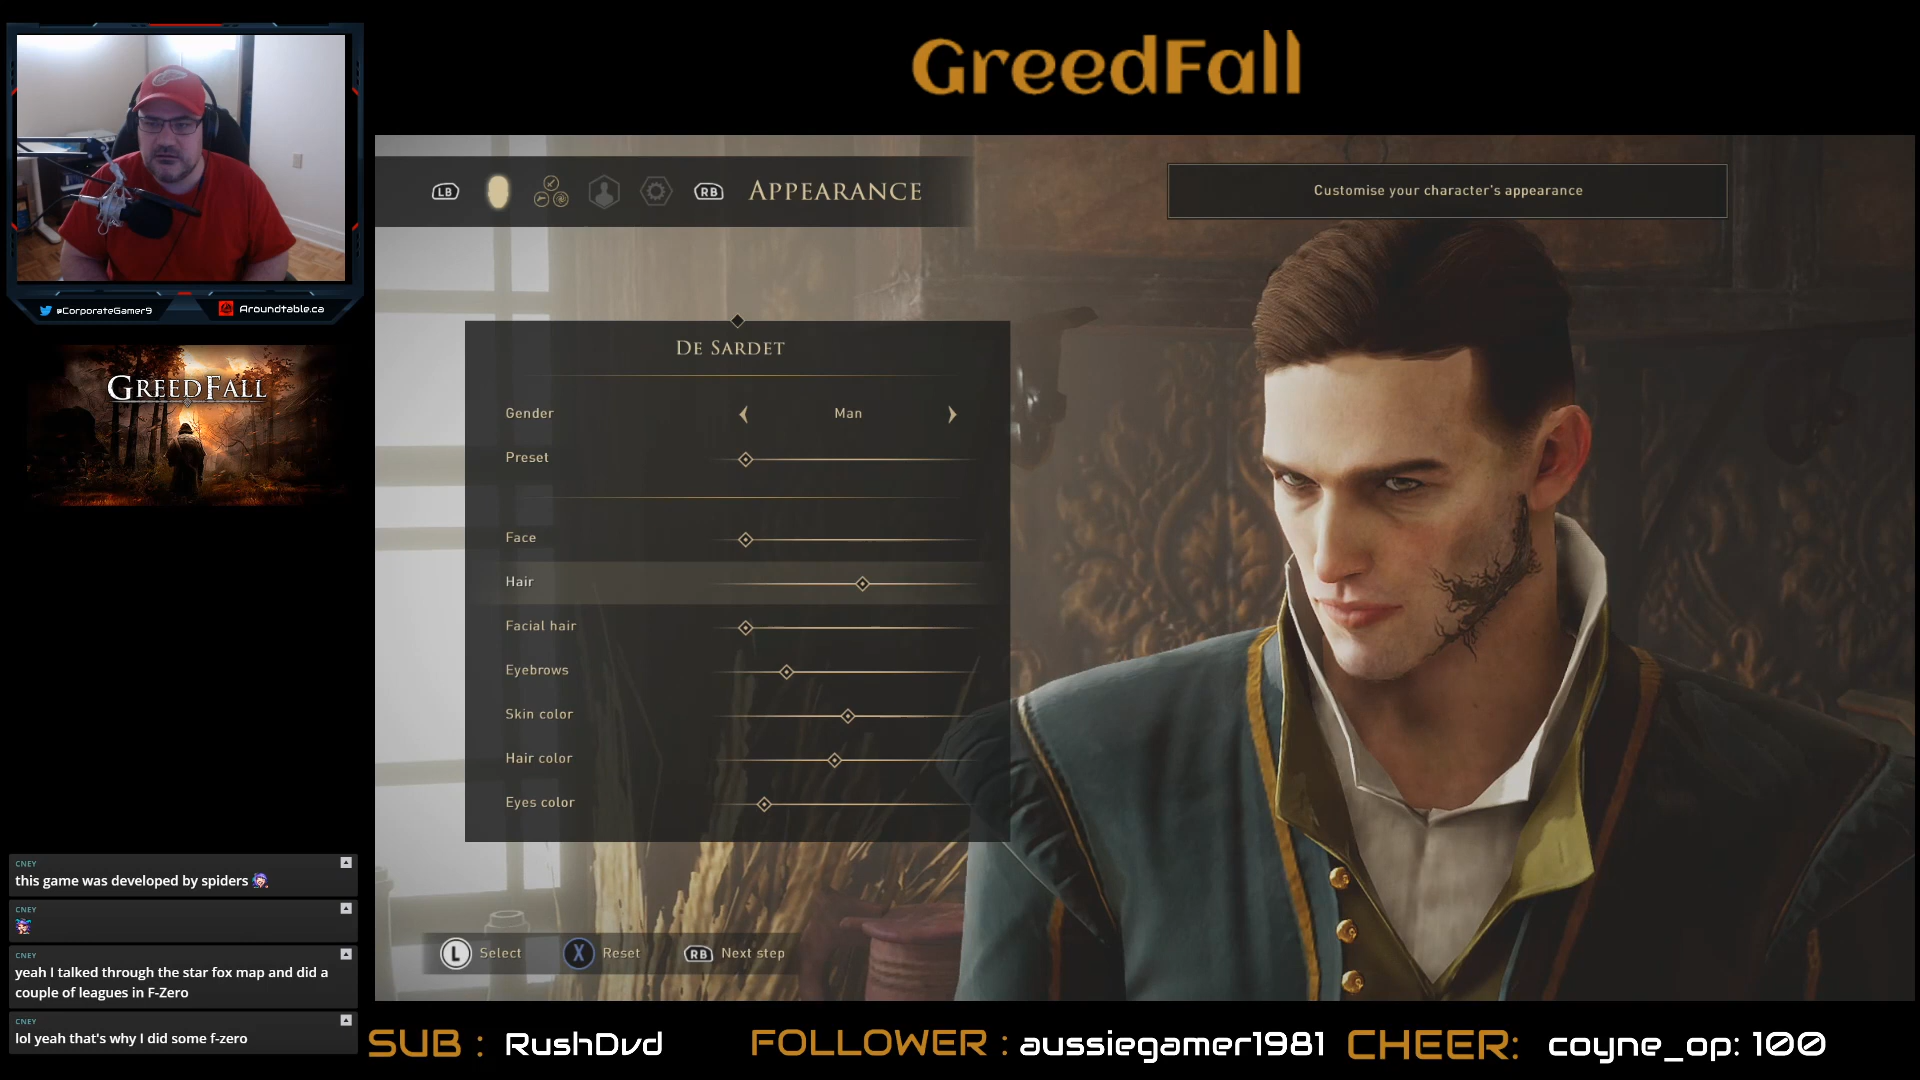 GreedFall
LB
RB
APPEARANCE
Customise your character's appearance
@CorporateGamer9
Aroundtable.ca
GREEDFALL
DE SARDET
Gender
Man
Preset
Face
Hair
Facial hair
Eyebrows
Skin color
Hair color
Eyes color
L Select
X Reset
RB Next step
CNEY
this game was developed by spiders
CNEY
CNEY
yeah I talked through the star fox map and did a
couple of leagues in F-Zero
CNEY
lol yeah that's why I did some f-zero
SUB : RushDvd
FOLLOWER : aussiegamer1981
CHEER: coyne_op: 100